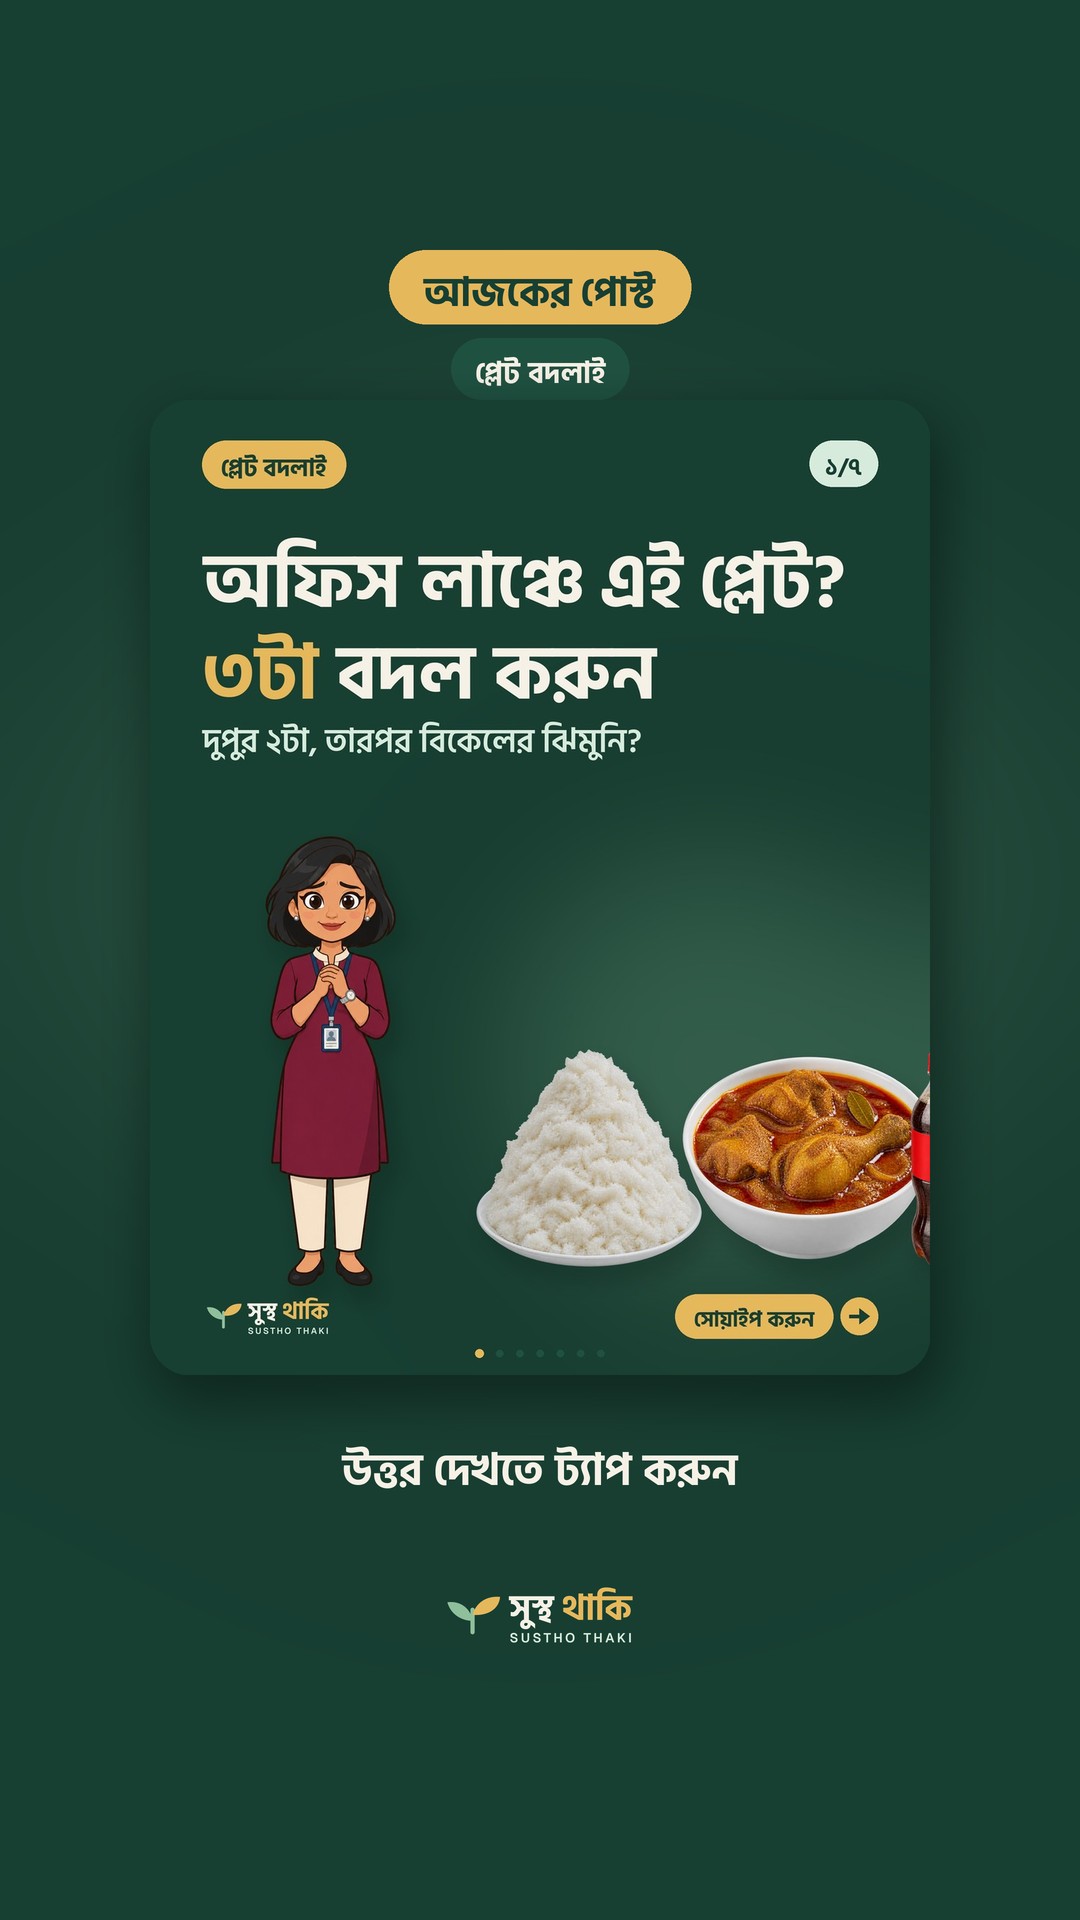 আজকের পোস্ট
প্লেট বদলাই
প্লেট বদলাই
১/৭
অফিস লাঞ্চে এই প্লেট?
৩টা বদল করুন
দুপুর ২টা, তারপর বিকেলের ঝিমুনি?
সুস্থ থাকি
SUSTHO THAKI
সোয়াইপ করুন
উত্তর দেখতে ট্যাপ করুন
সুস্থ থাকি
SUSTHO THAKI